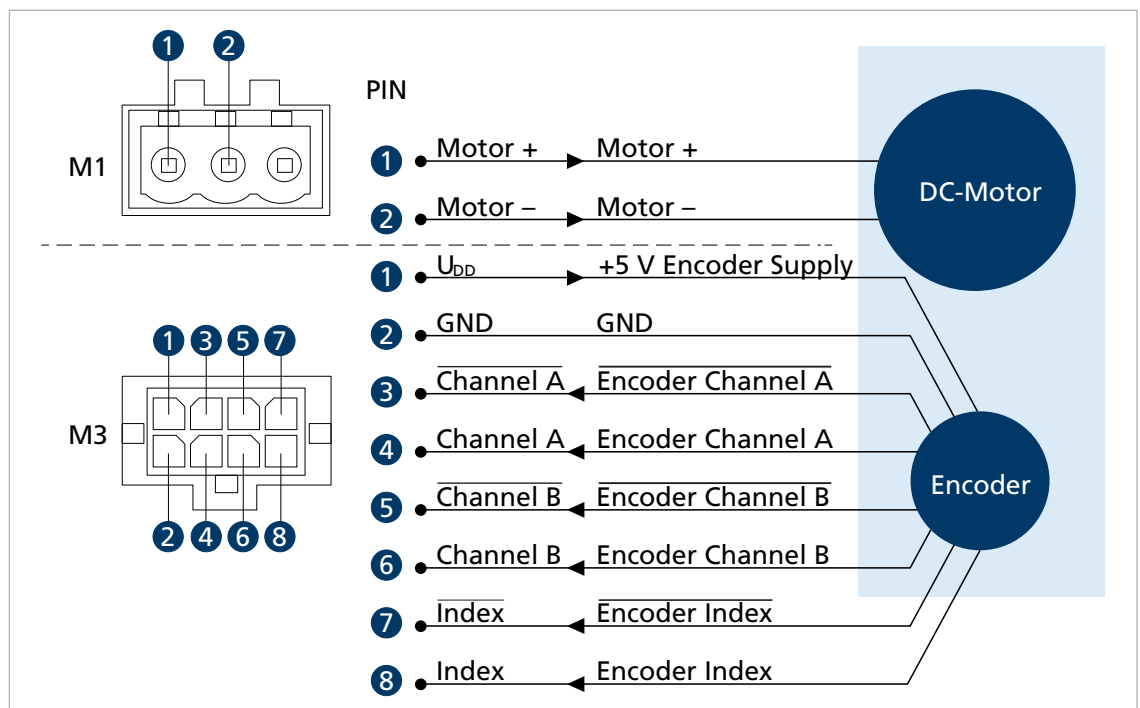 1 2
PIN
M1
1 Motor + Motor +
2 Motor – Motor –
DC-Motor
1 UDD +5 V Encoder Supply
2 GND GND
1 3 5 7
M3
2 4 6 8
3 Channel A Encoder Channel A
4 Channel A Encoder Channel A
5 Channel B Encoder Channel B
6 Channel B Encoder Channel B
7 Index Encoder Index
8 Index Encoder Index
Encoder